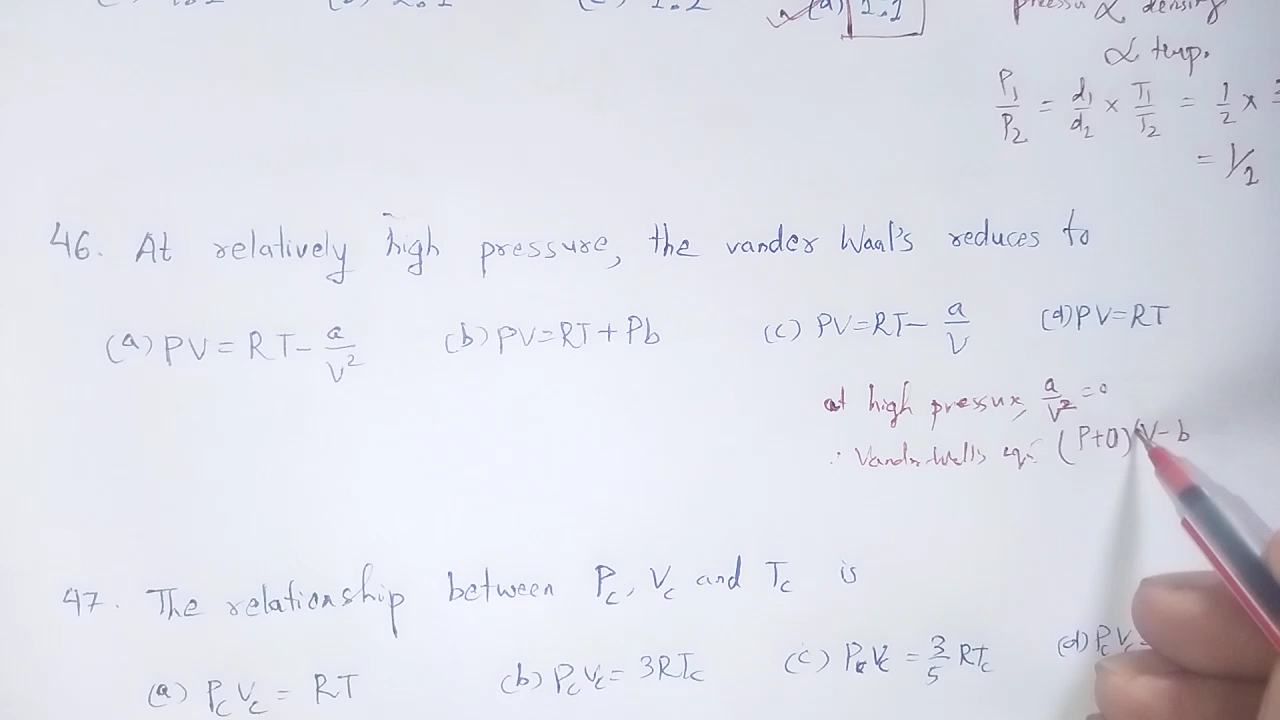 (d) 1:1
pressu ∝ density
∝ temp.
P₁/P₂ = d₁/d₂ × T₁/T₂ = 1/2 ×
= 1/2
46. At relatively high pressure, the vander Waal's reduces to
(a) PV = RT - a/V² (b) PV = RT + Pb (c) PV = RT - a/V (d) PV = RT
at high pressure, a/V² = 0
∴ Vander Walls eqⁿ: (P+0)(V-b
47. The relationship between Pc, Vc and Tc is
(a) PcVc = RT (b) PcVc = 3RTc (c) PcVc = 3/5 RTc (d) PcVc =